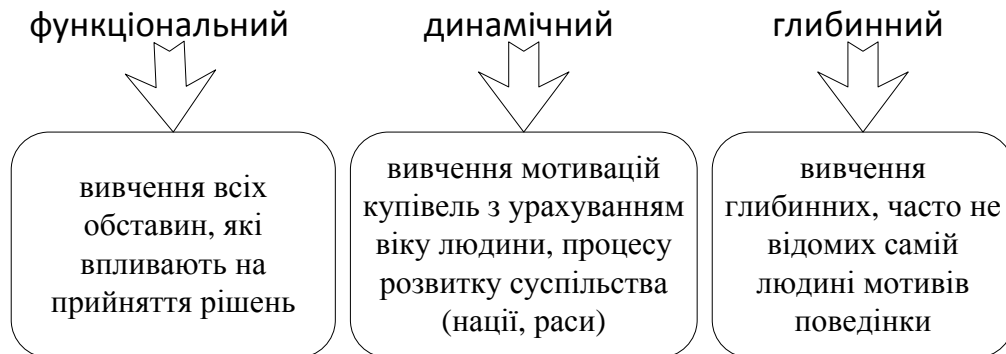 функціональний
динамічний
глибинний
вивчення всіх
обставин, які
впливають на
прийняття рішень
вивчення мотивацій
купівель з урахуванням
віку людини, процесу
розвитку суспільства
(нації, раси)
вивчення
глибинних, часто не
відомих самій
людині мотивів
поведінки